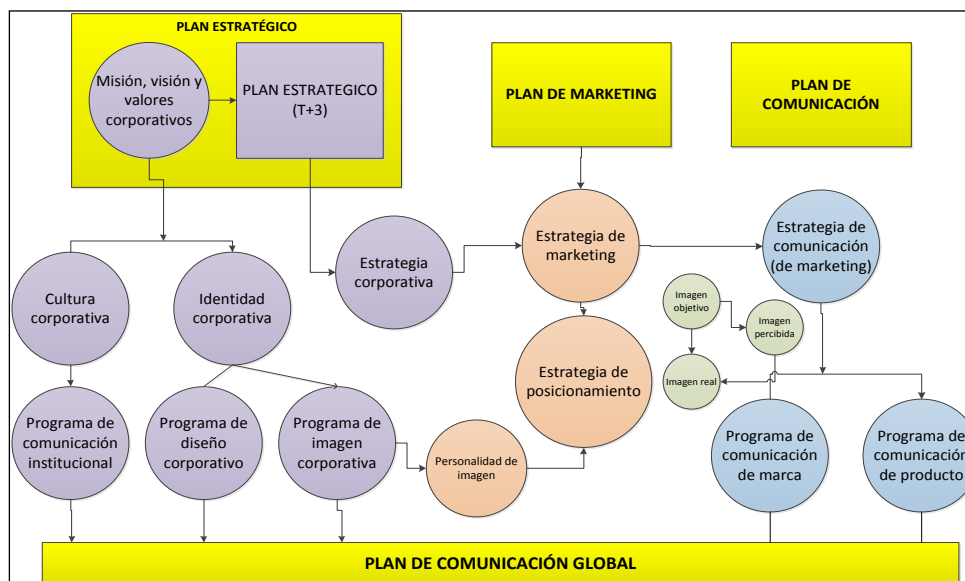 PLAN ESTRATÉGICO
Misión, visión y
valores
corporativos
PLAN ESTRATEGICO
(T+3)
PLAN DE MARKETING
PLAN DE
COMUNICACIÓN
Estrategia
corporativa
Estrategia de
marketing
Estrategia de
comunicación
(de marketing)
Cultura
corporativa
Identidad
corporativa
Imagen
objetivo
Imagen
percibida
Imagen real
Estrategia de
posicionamiento
Programa de
comunicación
institucional
Programa de
diseño
corporativo
Programa de
imagen
corporativa
Personalidad de
imagen
Programa de
comunicación
de marca
Programa de
comunicación
de producto
PLAN DE COMUNICACIÓN GLOBAL